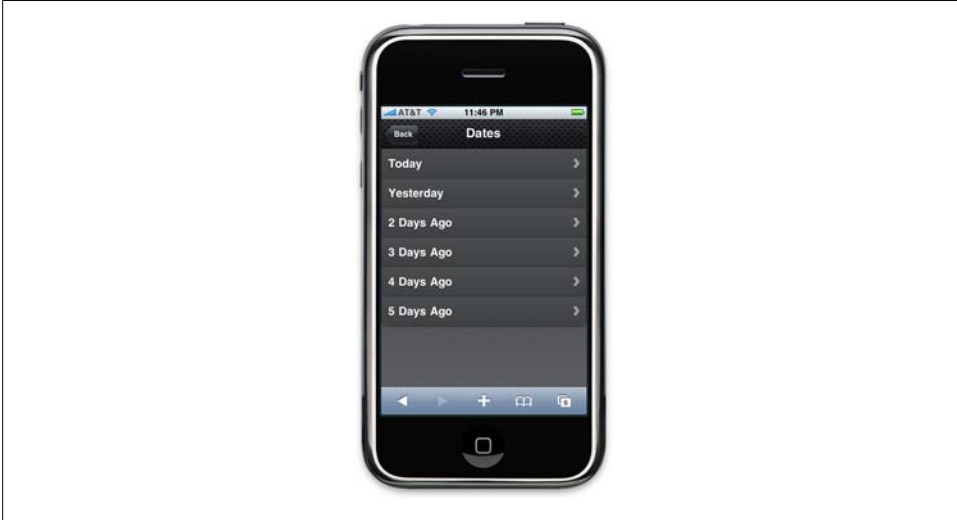 AT&T 11:46 PM
Back Dates
Today
Yesterday
2 Days Ago
3 Days Ago
4 Days Ago
5 Days Ago